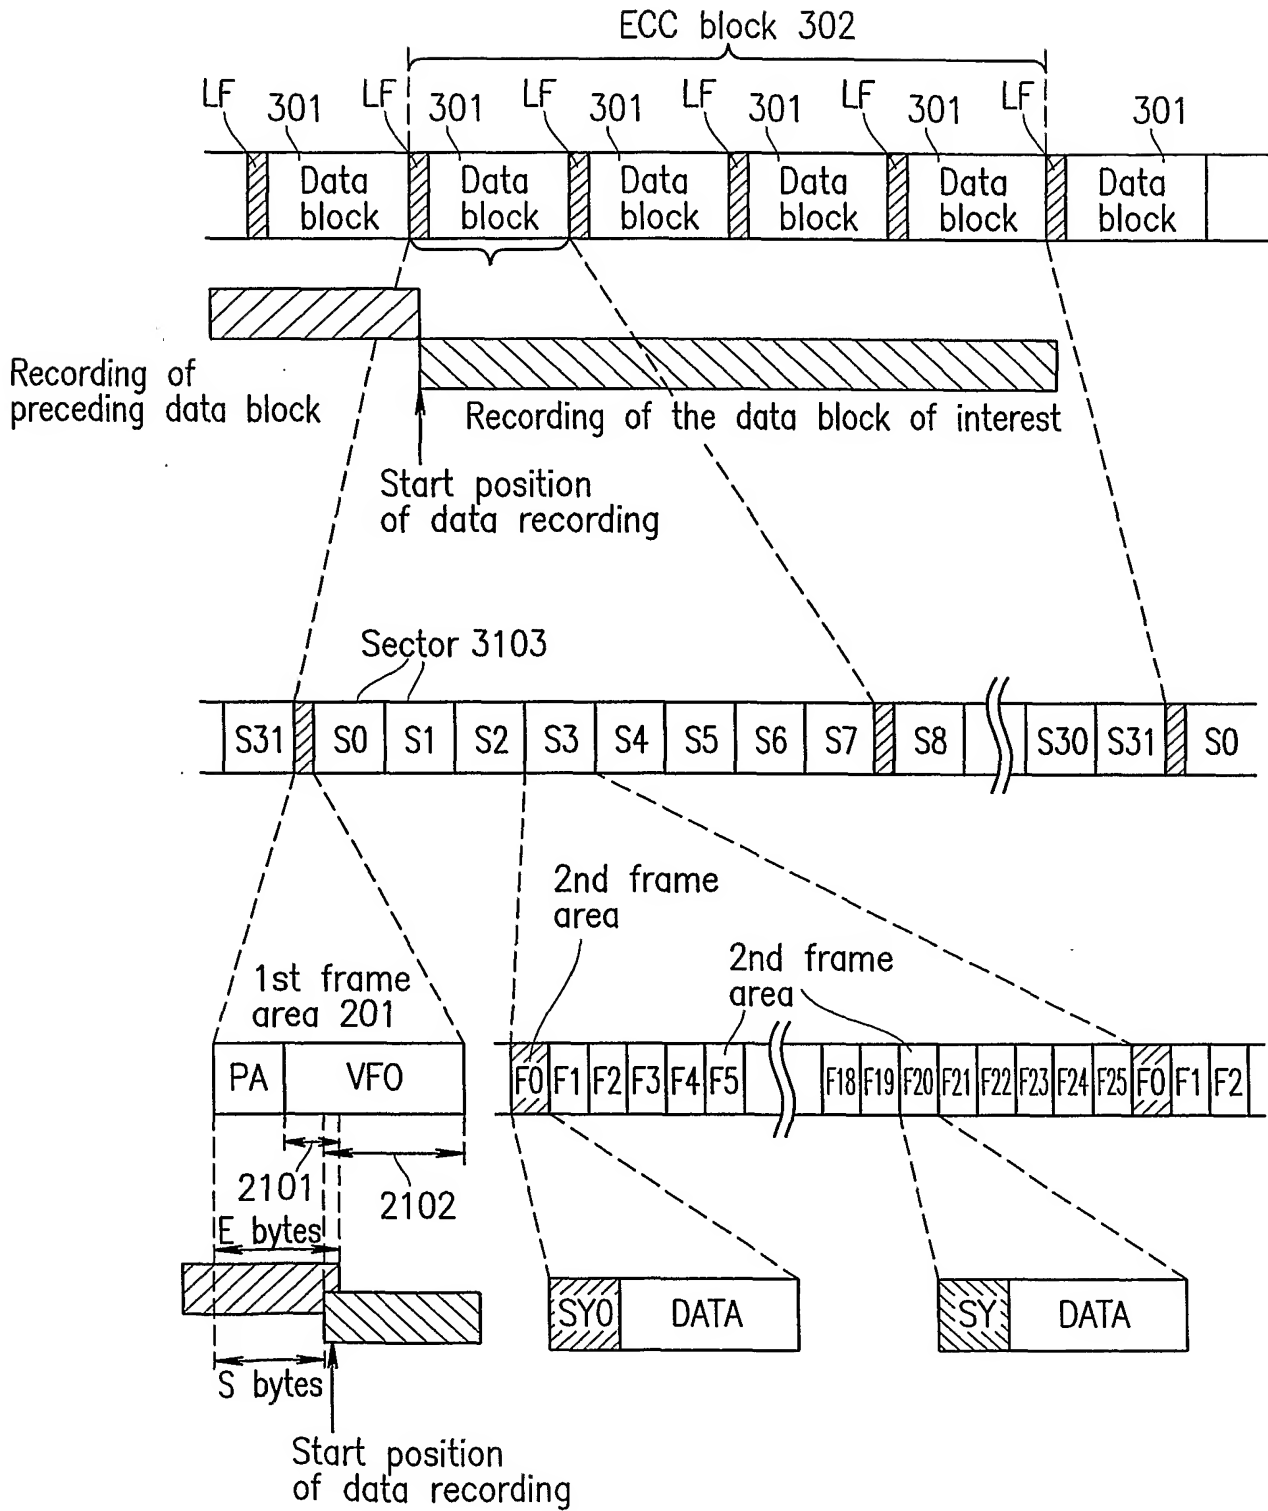 ECC block 302
LF 301 LF 301 LF 301 LF 301 LF 301 LF 301
Data block Data block Data block Data block Data block Data block
Recording of
preceding data block
Recording of the data block of interest
Start position
of data recording
Sector 3103
S31 S0 S1 S2 S3 S4 S5 S6 S7 S8 S30 S31 S0
2nd frame
area
2nd frame
area
1st frame
area 201
PA VFO
F0 F1 F2 F3 F4 F5 F18 F19 F20 F21 F22 F23 F24 F25 F0 F1 F2
2101
2102
E bytes
SY0 DATA
SY DATA
S bytes
Start position
of data recording